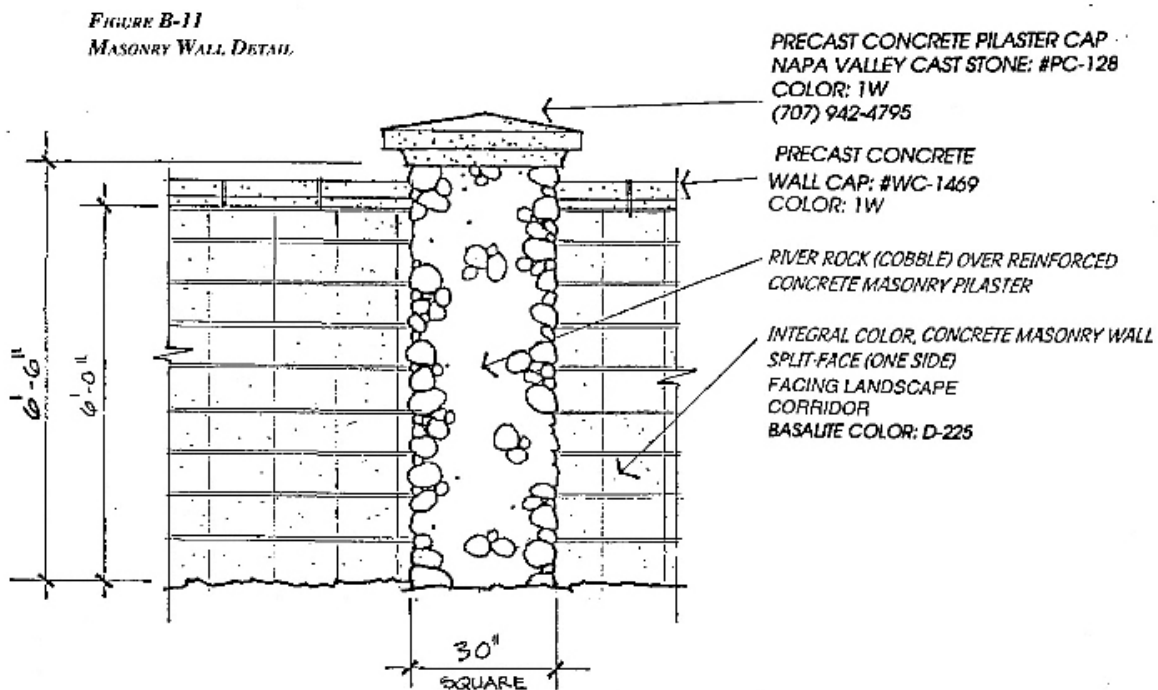 FIGURE B-11
MASONRY WALL DETAIL
PRECAST CONCRETE PILASTER CAP
NAPA VALLEY CAST STONE: #PC-128
COLOR: 1W
(707) 942-4795
PRECAST CONCRETE
WALL CAP: #WC-1469
COLOR: 1W
RIVER ROCK (COBBLE) OVER REINFORCED
CONCRETE MASONRY PILASTER
INTEGRAL COLOR, CONCRETE MASONRY WALL
SPLIT-FACE (ONE SIDE)
FACING LANDSCAPE
CORRIDOR
BASALITE COLOR: D-225
6'-6"
6'-0"
30"
SQUARE